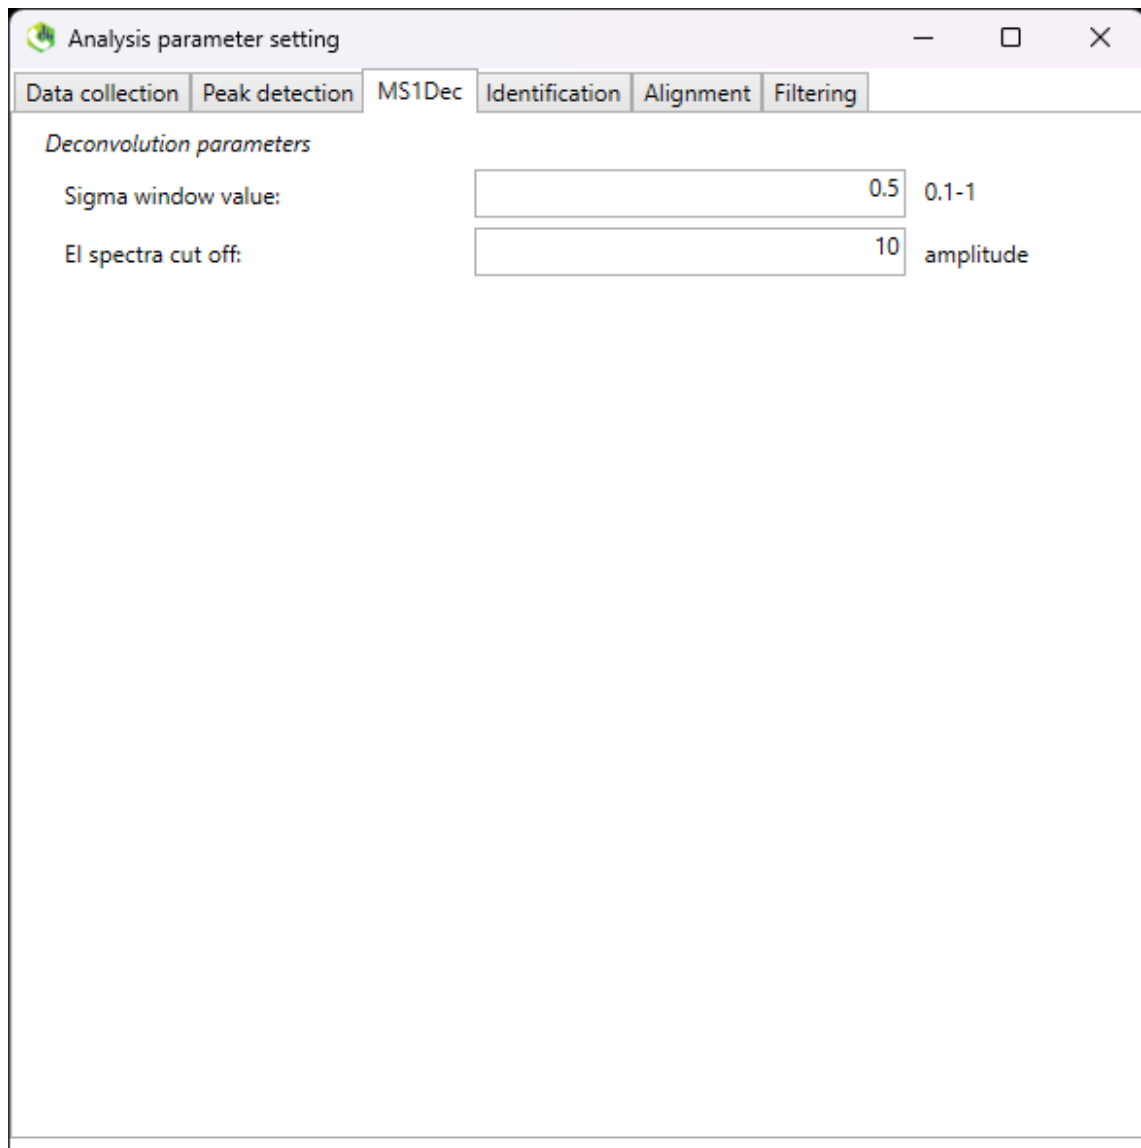 Analysis parameter setting
Data collection Peak detection MS1Dec Identification Alignment Filtering
Deconvolution parameters
Sigma window value: 0.5 0.1-1
EI spectra cut off: 10 amplitude